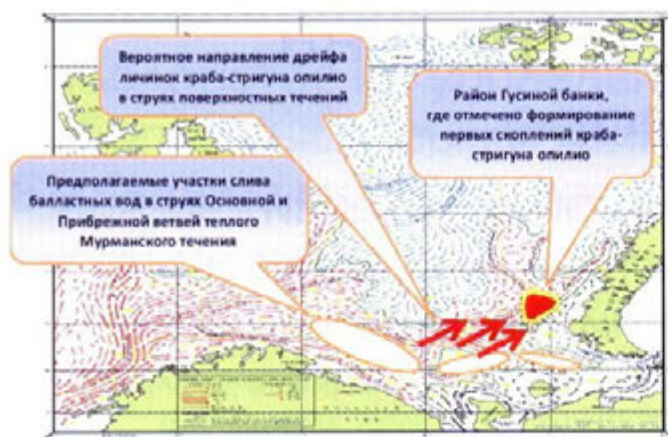 Вероятное направление дрейфа
личинок краба-стригуна опилио
в струях поверхностных течений
Район Гусиной банки,
где отмечено формирование
первых скоплений краба-
стригуна опилио
Предполагаемые участки слива
балластных вод в струях Основной и
Прибрежной ветвей теплого
Мурманского течения